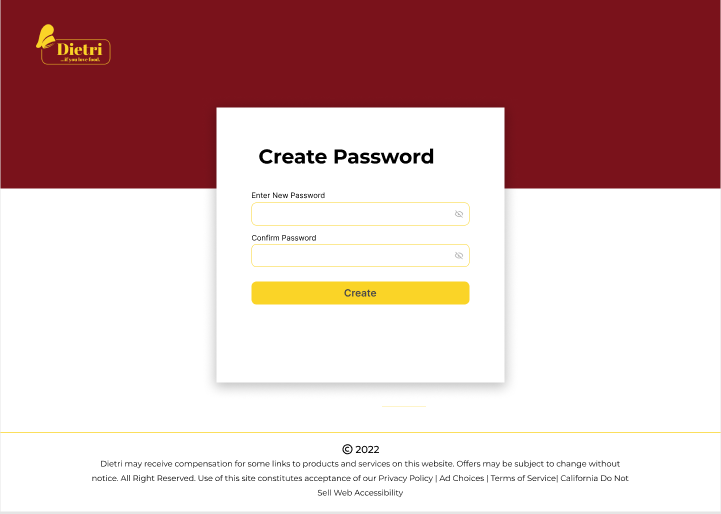 Dietri
...if you love food.
Create Password
Enter New Password
Confirm Password
Create
© 2022
Dietri may receive compensation for some links to products and services on this website. Offers may be subject to change without
notice. All Right Reserved. Use of this site constitutes acceptance of our Privacy Policy | Ad Choices | Terms of Service| California Do Not
Sell Web Accessibility